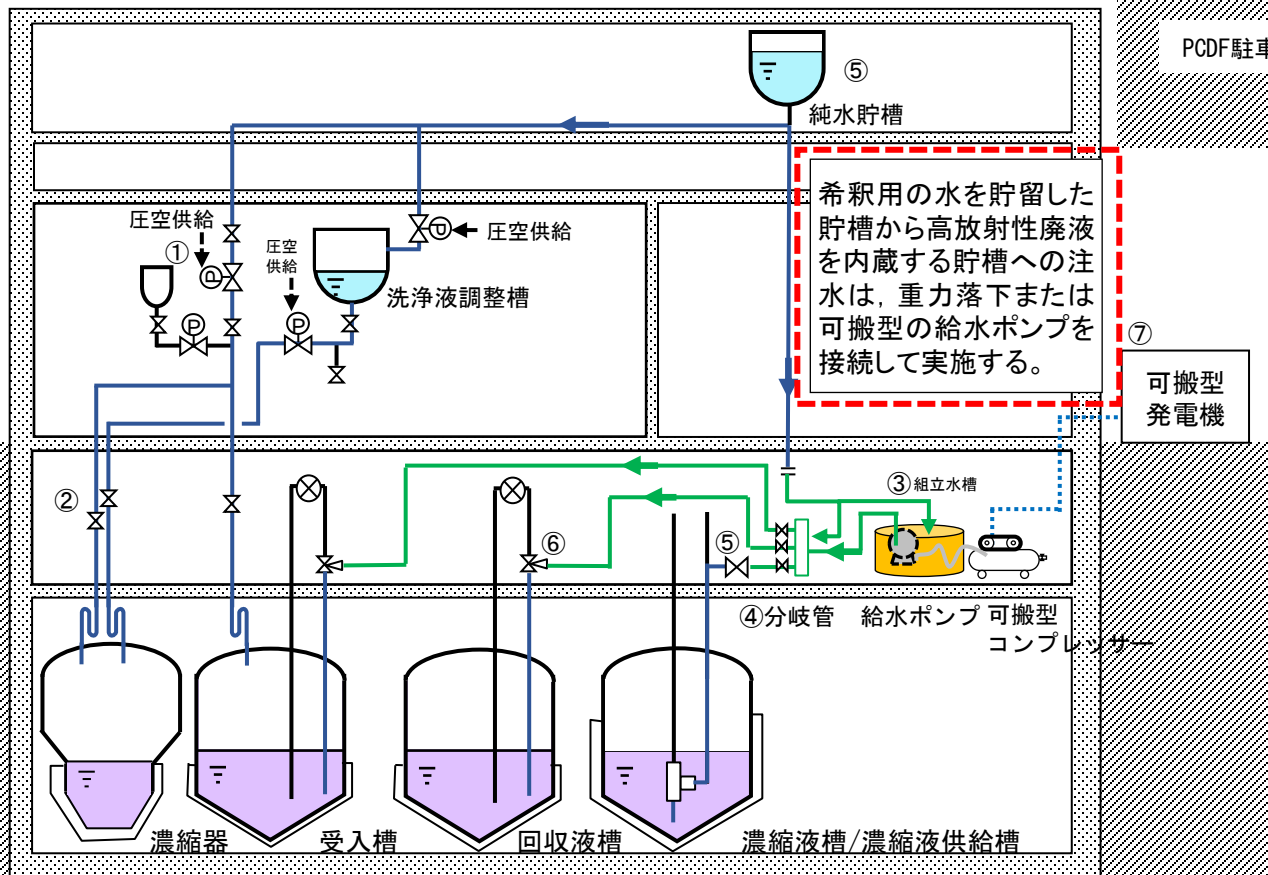 PCDF駐車
⑤
純水貯槽
希釈用の水を貯留した
貯槽から高放射性廃液
を内蔵する貯槽への注
水は,重力落下または
可搬型の給水ポンプを
接続して実施する。
圧空供給
①
圧空
供給
圧空供給
P
P
P
洗浄液調整槽
⑦
可搬型
発電機
②
③組立水槽
⑥
⑤
④分岐管 給水ポンプ 可搬型
コンプレッサー
濃縮器
受入槽
回収液槽
濃縮液槽/濃縮液供給槽